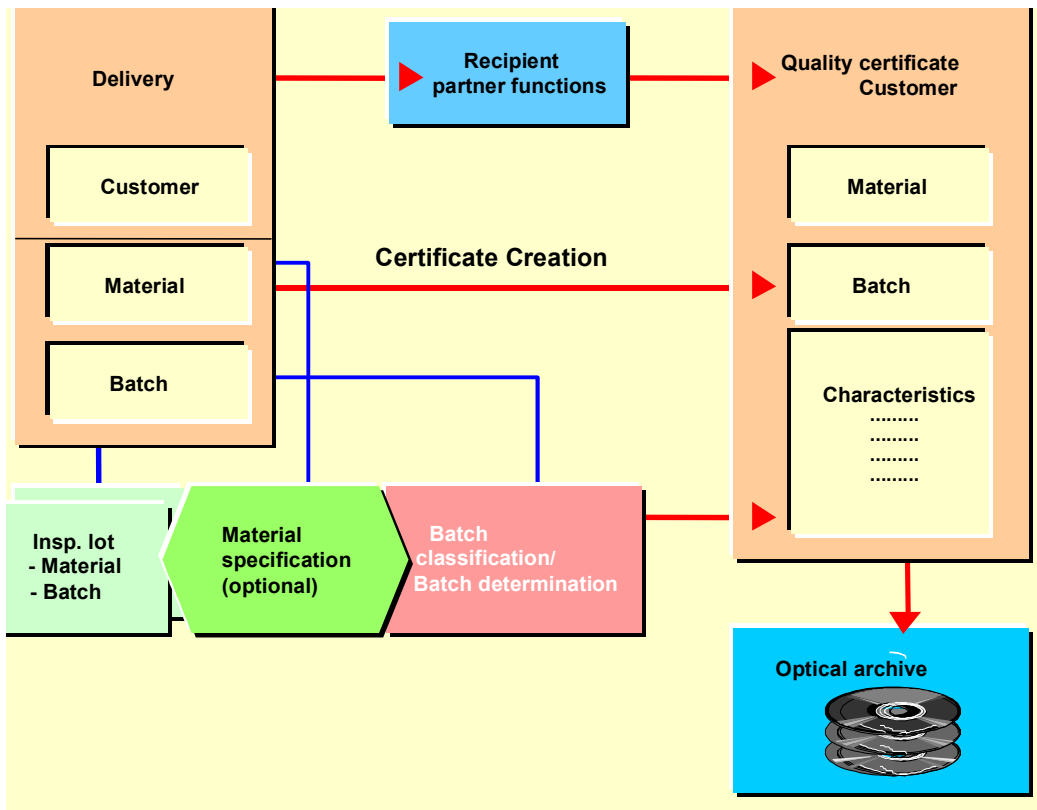 Delivery
Recipient
partner functions
Quality certificate
Customer
Customer
Material
Material
Certificate Creation
Batch
Batch
Characteristics
.........
.........
.........
.........
Insp. lot
- Material
- Batch
Material
specification
(optional)
Batch
classification/
Batch determination
Optical archive